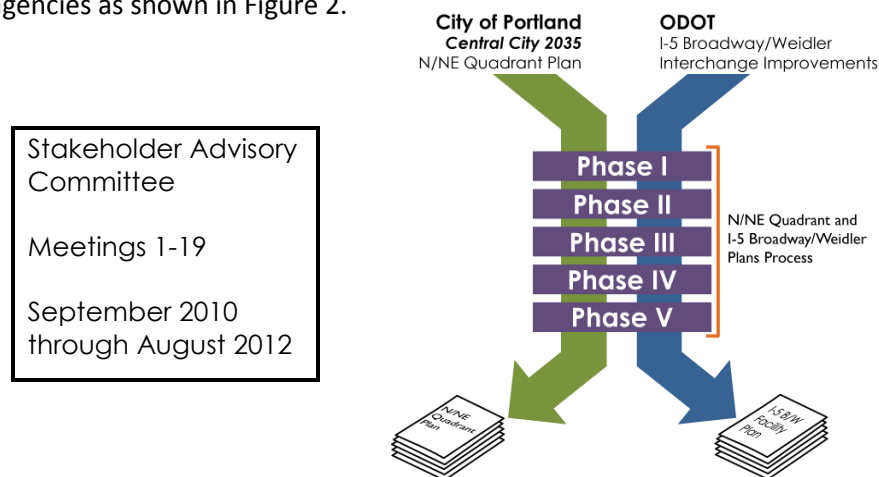 agencies as shown in Figure 2.
City of Portland
Central City 2035
N/NE Quadrant Plan
ODOT
I-5 Broadway/Weidler
Interchange Improvements
Stakeholder Advisory
Committee
Meetings 1-19
September 2010
through August 2012
Phase I
Phase II
Phase III
Phase IV
Phase V
N/NE Quadrant and
I-5 Broadway/Weidler
Plans Process
N/NE
Quadrant
Plan
I-5 B/W
Facility
Plan